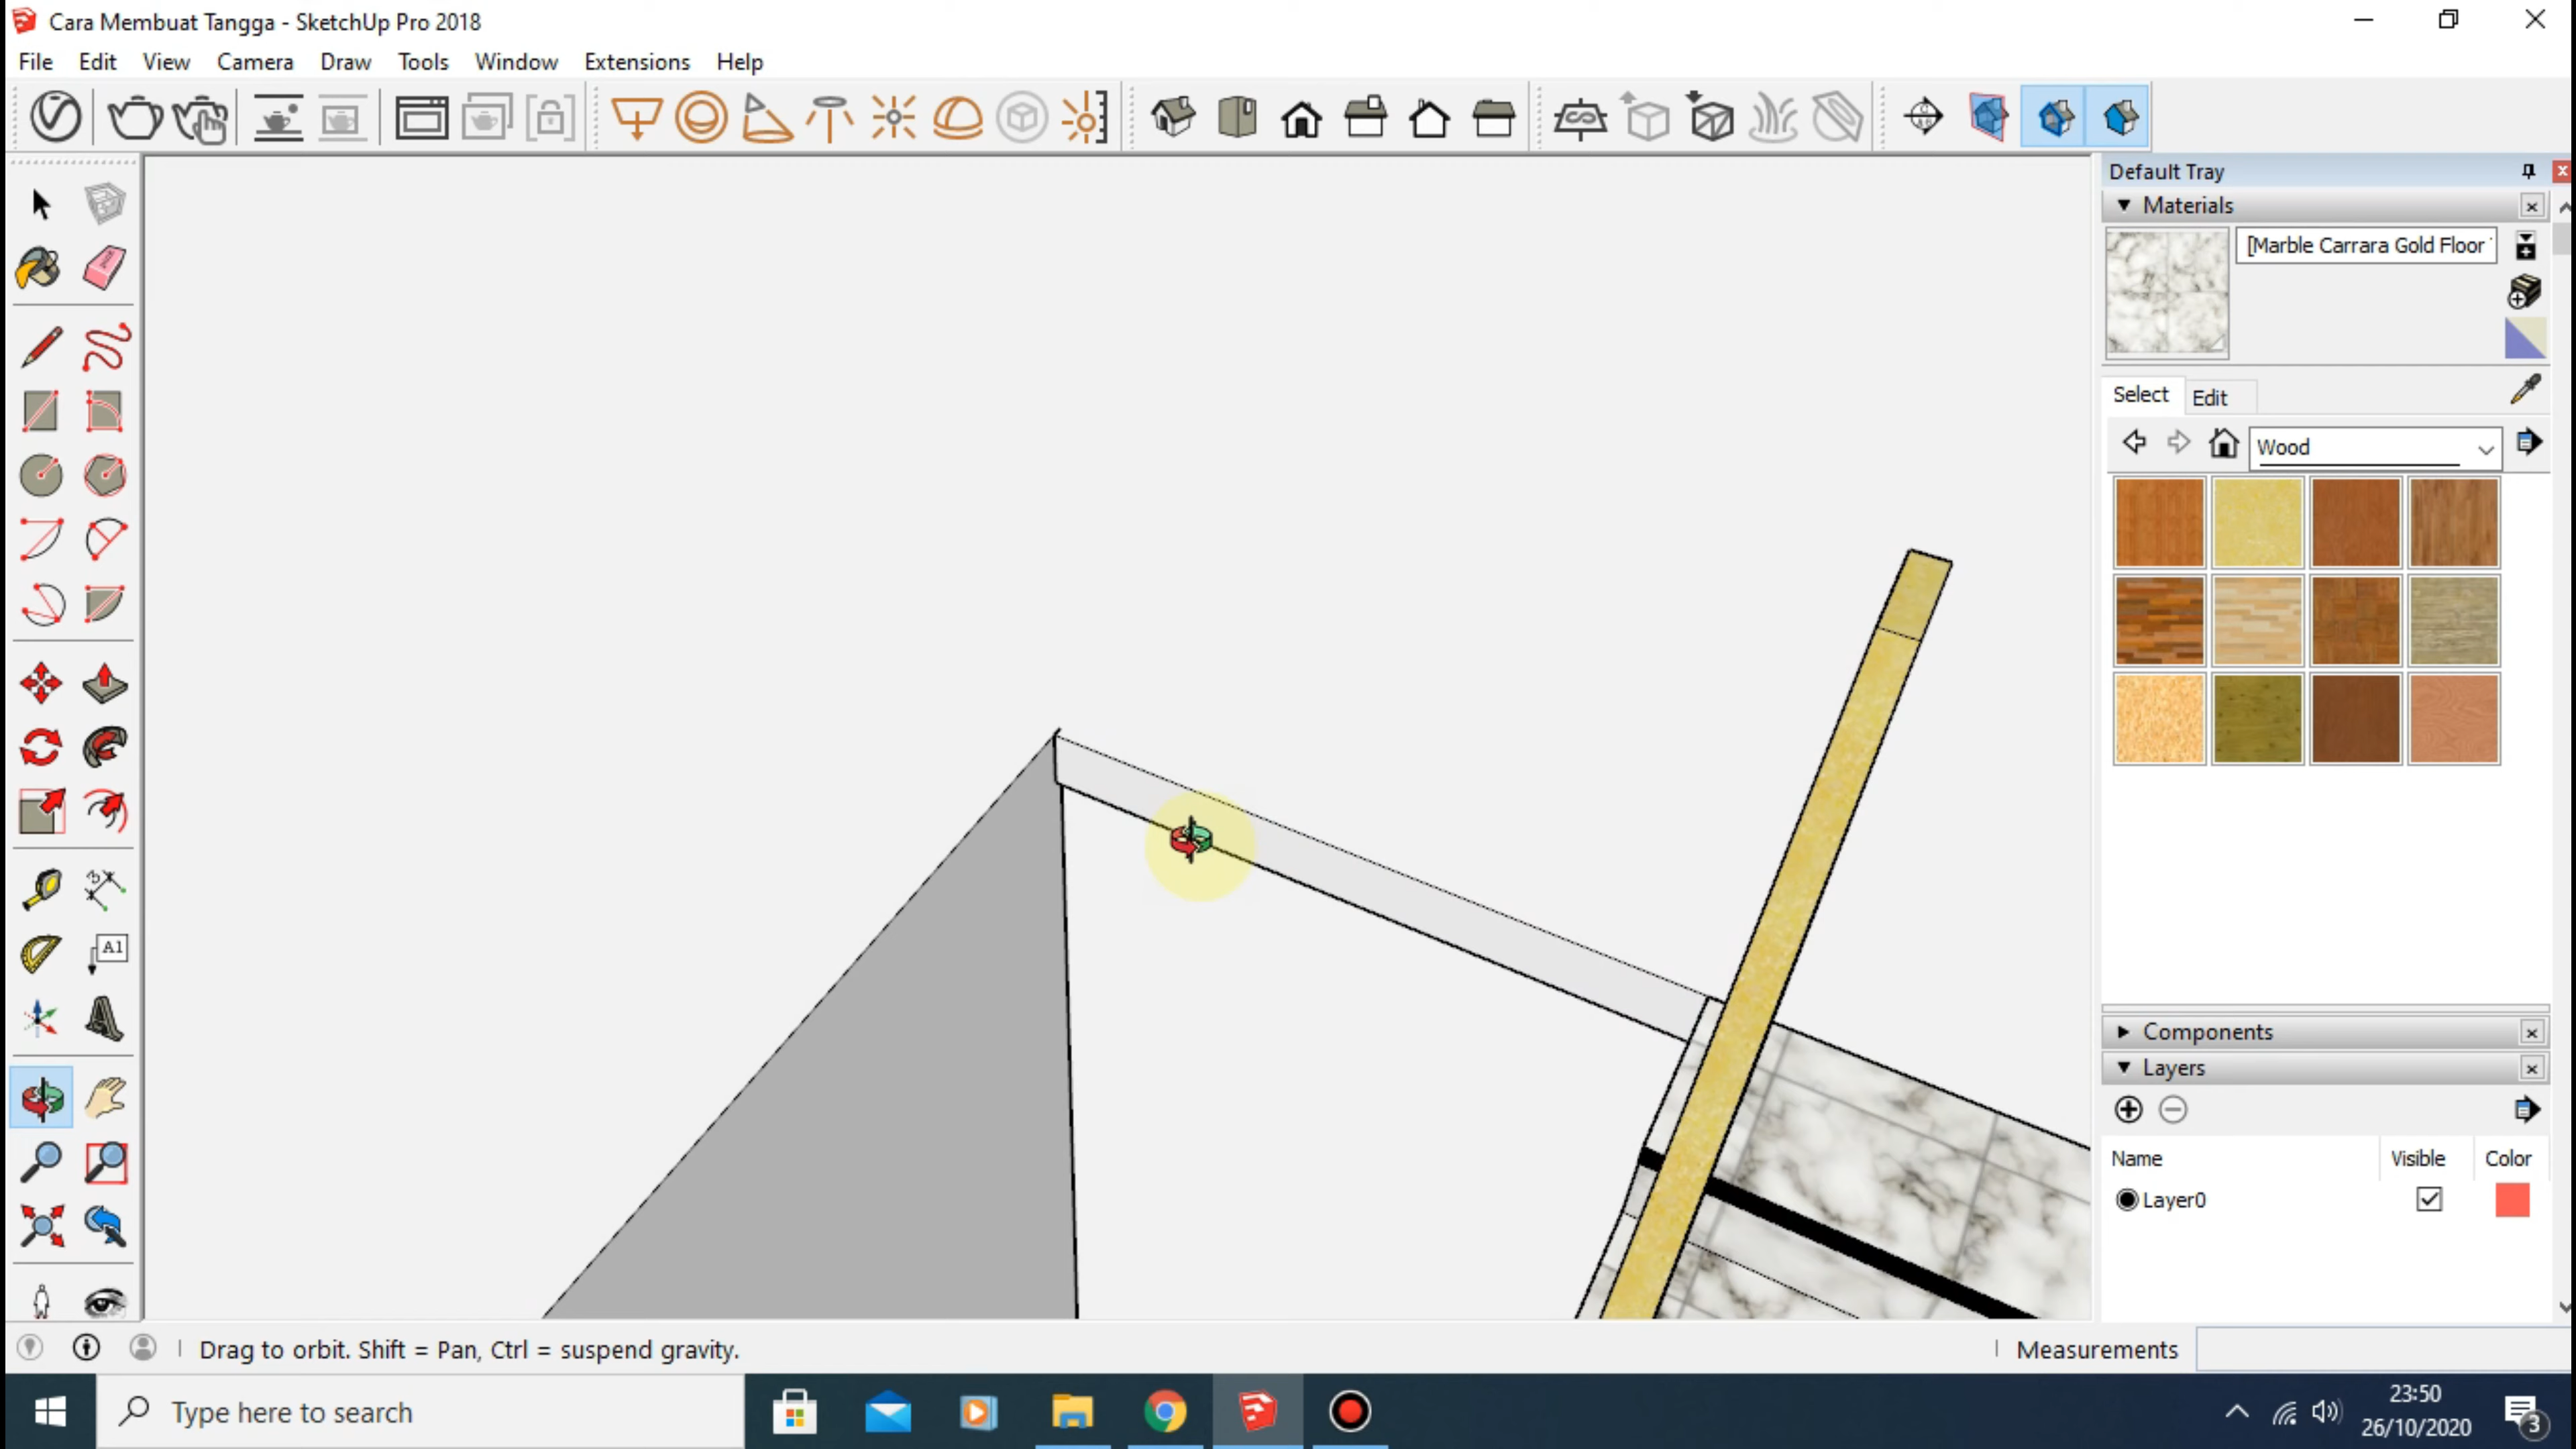 Cara Membuat Tangga - SketchUp Pro 2018
File Edit View Camera Draw Tools Window Extensions Help
Default Tray
Materials
[Marble Carrara Gold Floor
Select Edit
Wood
A1
Components
Layers
Name Visible Color
Layer0
Drag to orbit. Shift = Pan, Ctrl = suspend gravity.
Measurements
Type here to search
23:50
26/10/2020
3